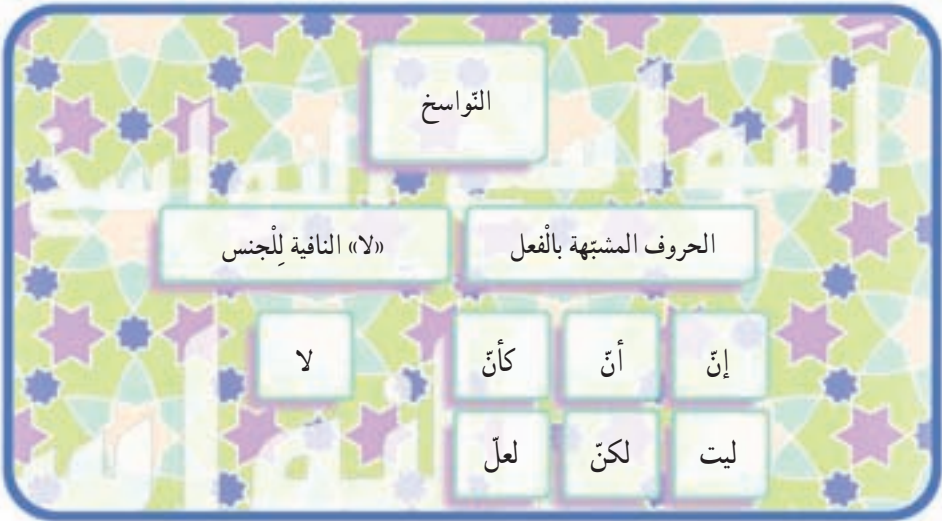 النّواسخ
الحروف المشبّهة بالْفعل
«لا» النافية لِلْجنس
إنّ أنّ كأنّ لا
ليت لكنّ لعلّ